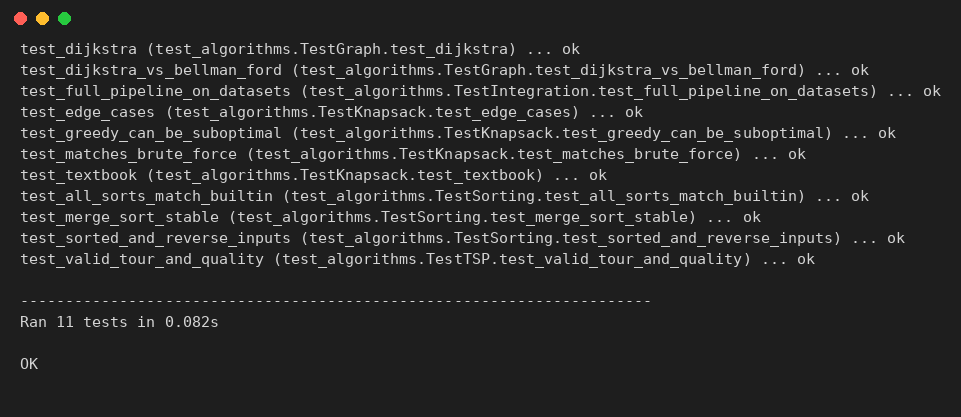 test_dijkstra (test_algorithms.TestGraph.test_dijkstra) ... ok
test_dijkstra_vs_bellman_ford (test_algorithms.TestGraph.test_dijkstra_vs_bellman_ford) ... ok
test_full_pipeline_on_datasets (test_algorithms.TestIntegration.test_full_pipeline_on_datasets) ... ok
test_edge_cases (test_algorithms.TestKnapsack.test_edge_cases) ... ok
test_greedy_can_be_suboptimal (test_algorithms.TestKnapsack.test_greedy_can_be_suboptimal) ... ok
test_matches_brute_force (test_algorithms.TestKnapsack.test_matches_brute_force) ... ok
test_textbook (test_algorithms.TestKnapsack.test_textbook) ... ok
test_all_sorts_match_builtin (test_algorithms.TestSorting.test_all_sorts_match_builtin) ... ok
test_merge_sort_stable (test_algorithms.TestSorting.test_merge_sort_stable) ... ok
test_sorted_and_reverse_inputs (test_algorithms.TestSorting.test_sorted_and_reverse_inputs) ... ok
test_valid_tour_and_quality (test_algorithms.TestTSP.test_valid_tour_and_quality) ... ok
----------------------------------------------------------------------
Ran 11 tests in 0.082s
OK